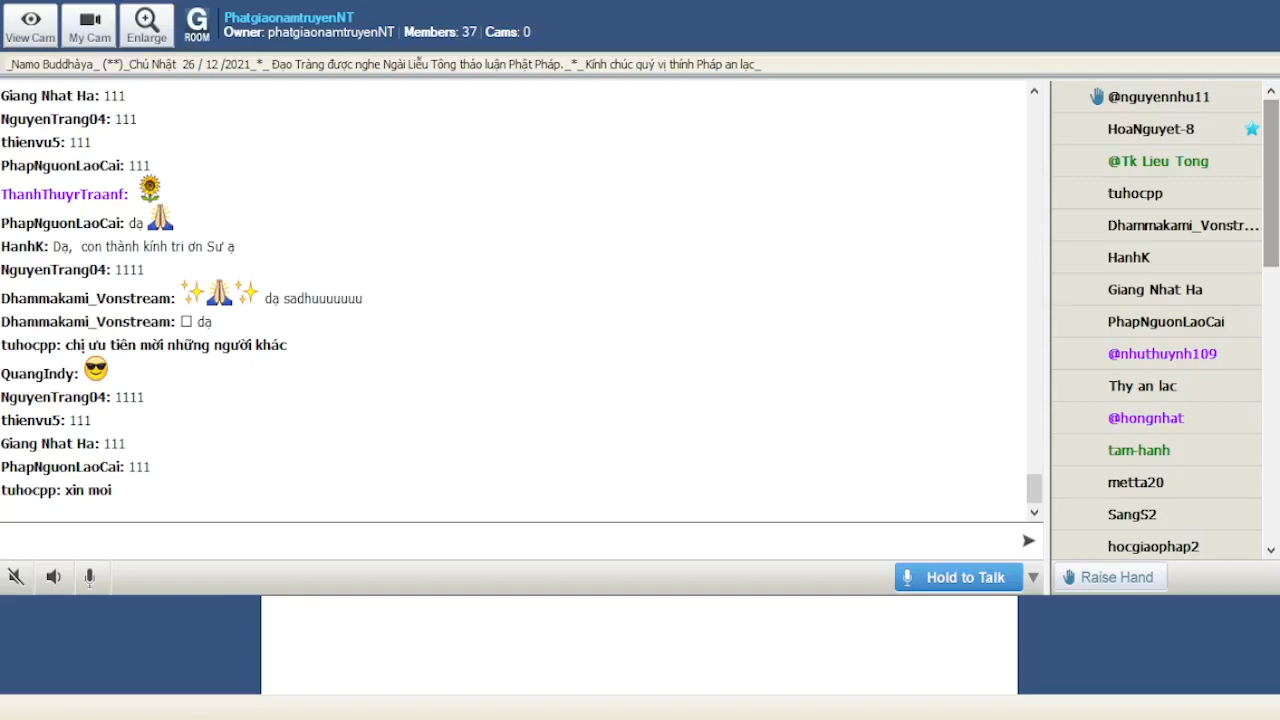 View Cam
My Cam
Enlarge
G
ROOM
PhatgiaonamtruyenNT
Owner: phatgiaonamtruyenNT | Members: 37 | Cams: 0
_Namo Buddhàya_ (**)_Chủ Nhật 26 / 12 /2021_*_ Đạo Tràng được nghe Ngài Liễu Tông thảo luận Phật Pháp._*_Kính chúc quý vị thính Pháp an lạc_
Giang Nhat Ha: 111
NguyenTrang04: 111
thienvu5: 111
PhapNguonLaoCai: 111
ThanhThuyrTraanf:
PhapNguonLaoCai: dạ
HanhK: Dạ, con thành kính tri ơn Sư ạ
NguyenTrang04: 1111
Dhammakami_Vonstream: dạ sadhuuuuuuu
Dhammakami_Vonstream: □ dạ
tuhocpp: chị ưu tiên mời những người khác
QuangIndy:
NguyenTrang04: 1111
thienvu5: 111
Giang Nhat Ha: 111
PhapNguonLaoCai: 111
tuhocpp: xin moi
@nguyennhu11
HoaNguyet-8
@Tk Lieu Tong
tuhocpp
Dhammakami_Vonstr...
HanhK
Giang Nhat Ha
PhapNguonLaoCai
@nhuthuynh109
Thy an lac
@hongnhat
tam-hanh
metta20
SangS2
hocgiaophap2
Hold to Talk
Raise Hand